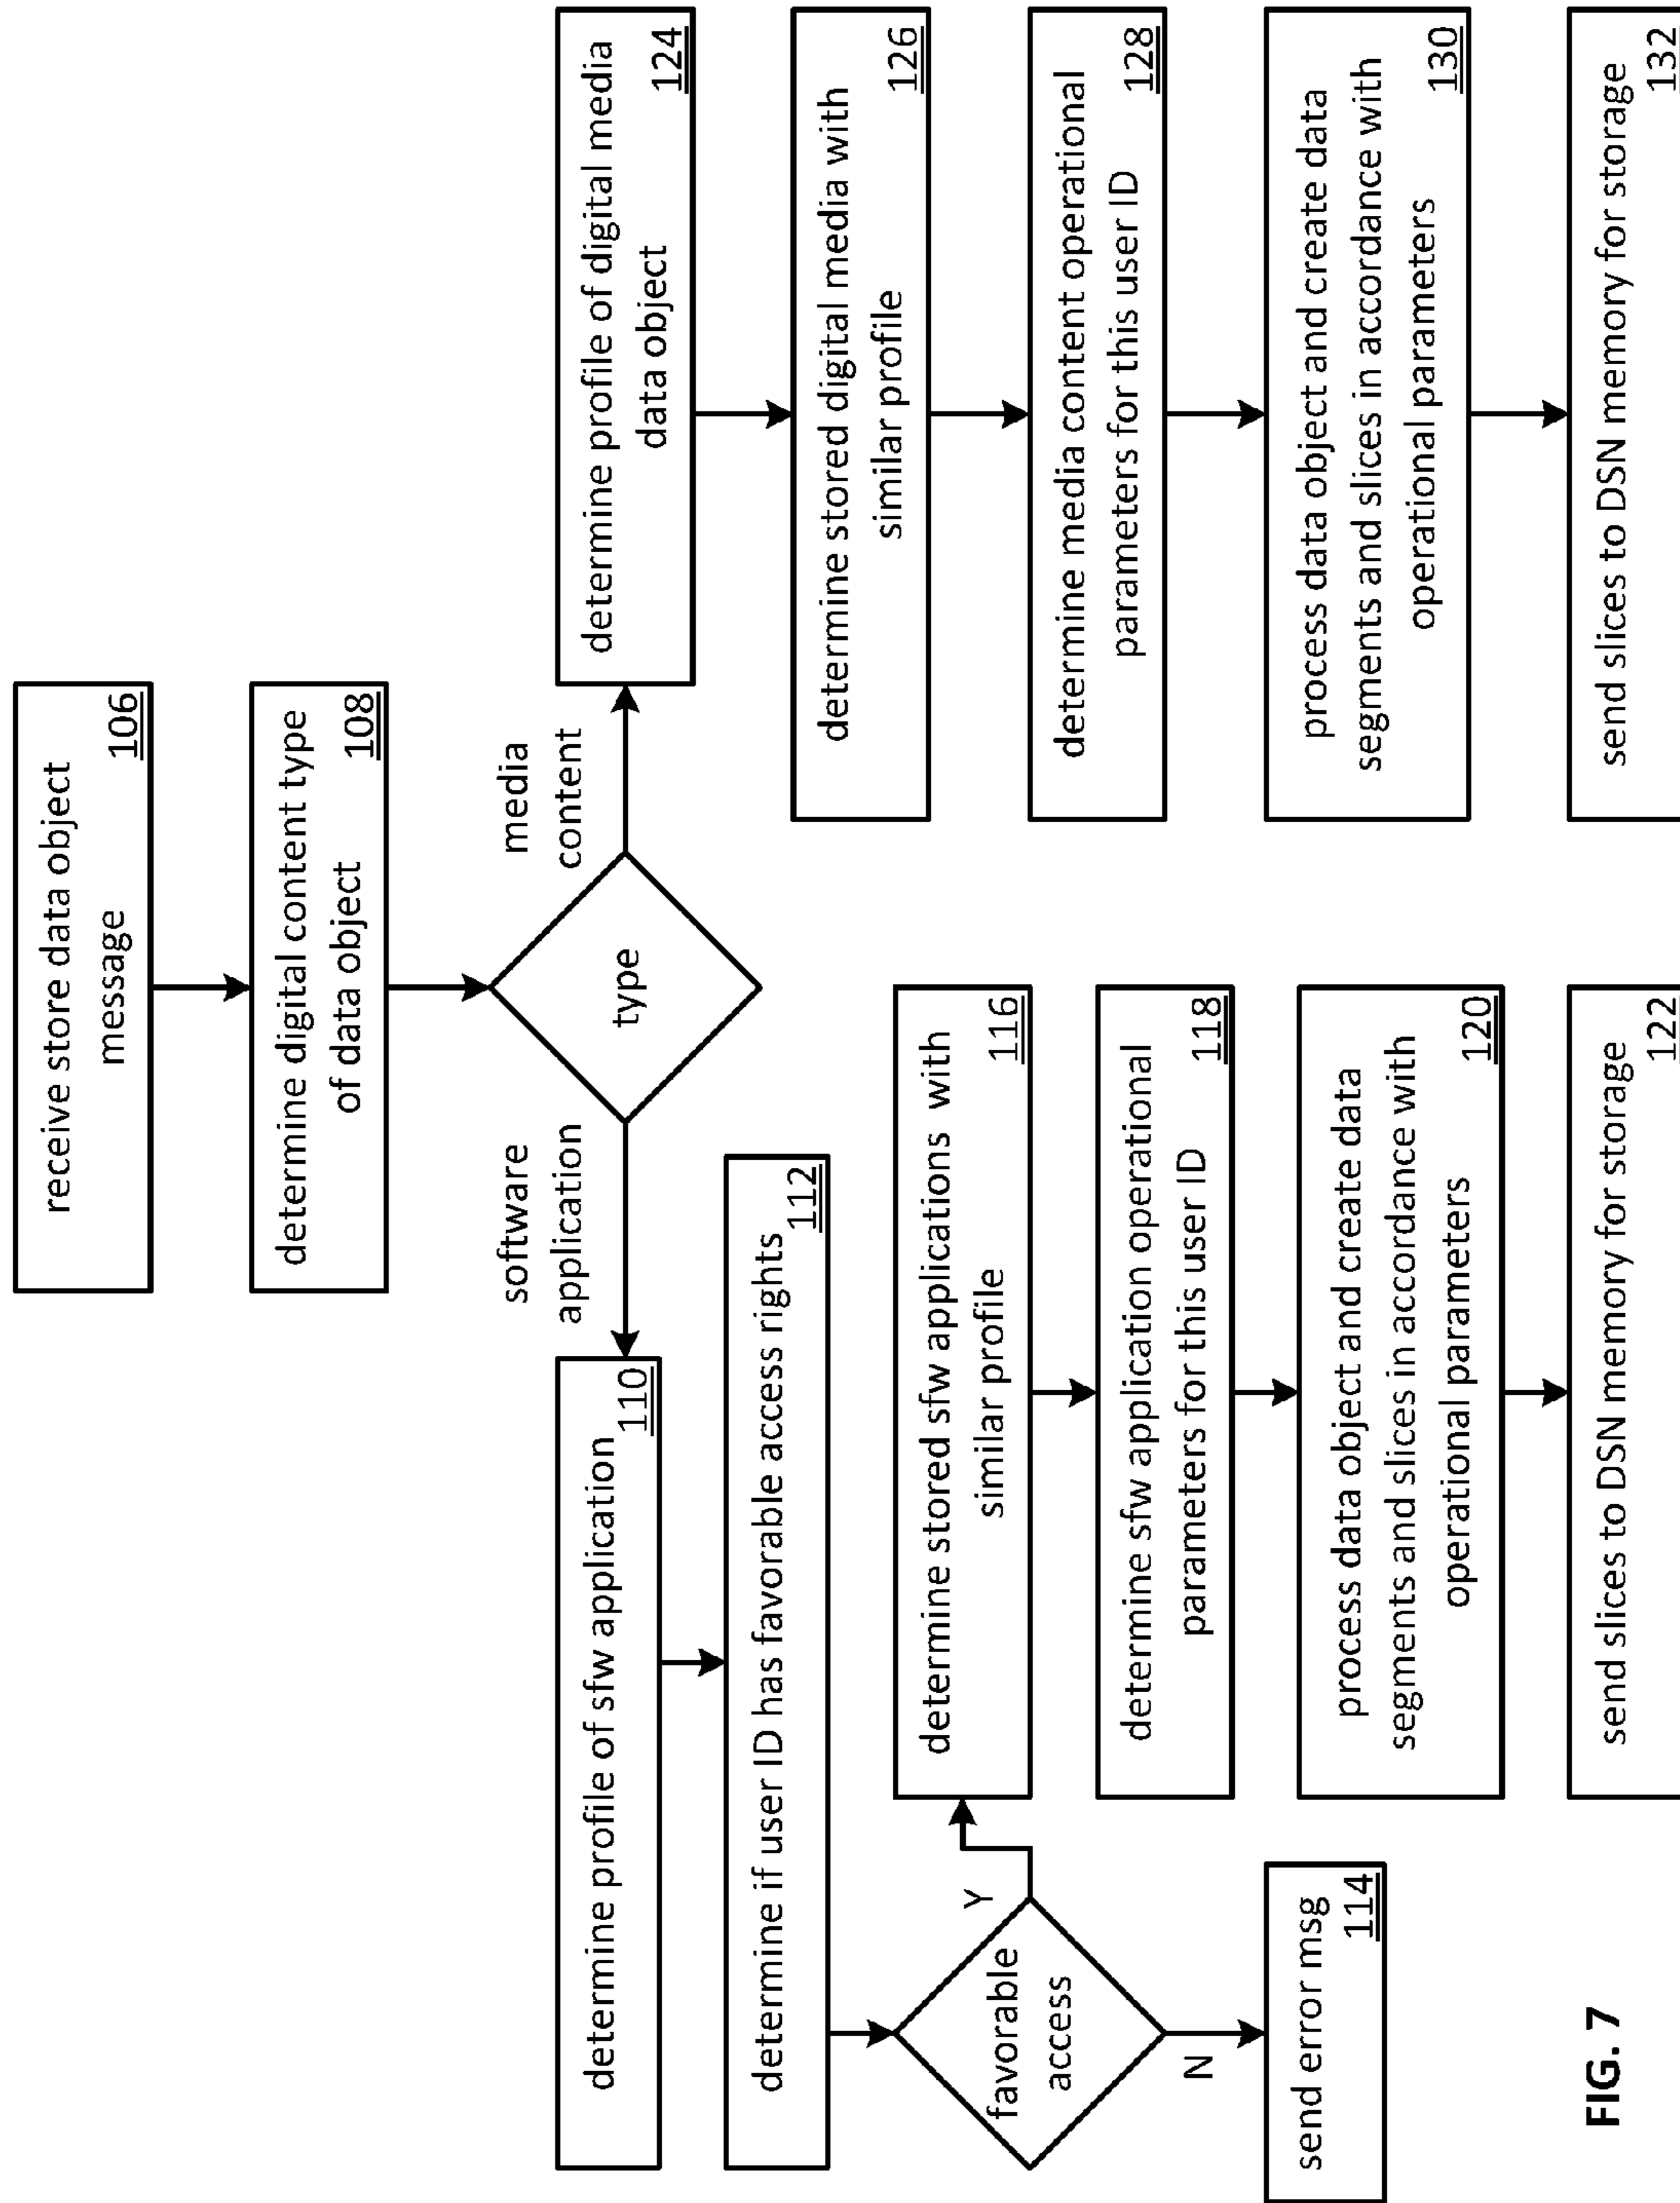 receive store data object
message
106
determine digital content type
of data object
108
type
software
application
media
content
determine profile of sfw application
110
determine if user ID has favorable access rights
112
favorable
access
Y
N
send error msg
114
determine stored sfw applications with
similar profile
116
determine sfw application operational
parameters for this user ID
118
process data object and create data
segments and slices in accordance with
operational parameters
120
send slices to DSN memory for storage
122
determine profile of digital media
data object
124
determine stored digital media with
similar profile
126
determine media content operational
parameters for this user ID
128
process data object and create data
segments and slices in accordance with
operational parameters
130
send slices to DSN memory for storage
132
FIG. 7